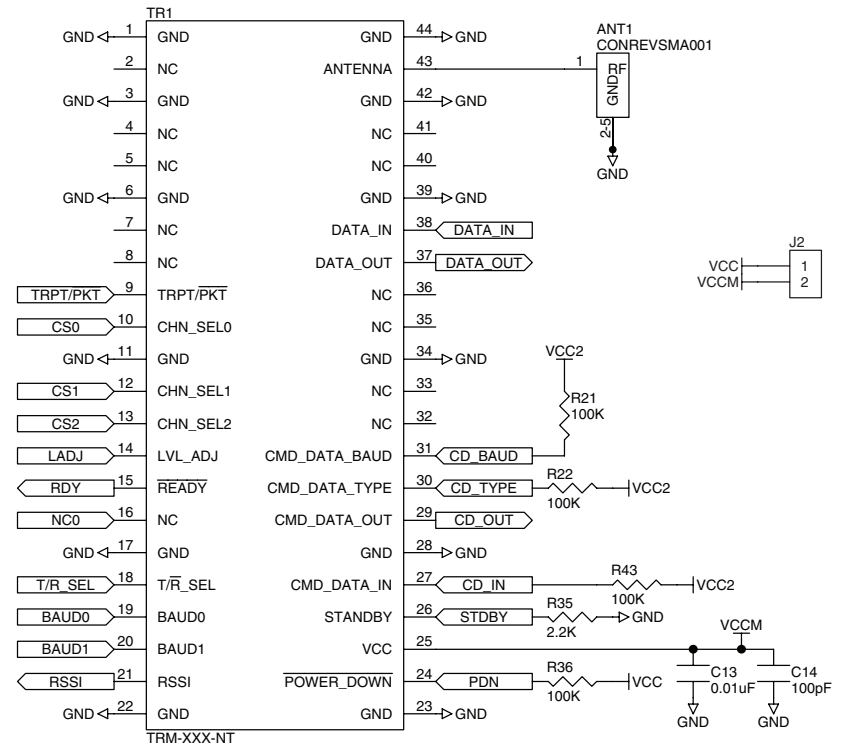 TR1
GND 1 GND GND 44 GND
2 NC ANTENNA 43
ANT1
CONREVSMA001
1 RF
GND
2-5
GND
GND 3 GND GND 42 GND
4 NC NC 41
5 NC NC 40
GND 6 GND GND 39 GND
7 NC DATA_IN 38 DATA_IN
8 NC DATA_OUT 37 DATA_OUT
J2
VCC 1
VCCM 2
TRPT/PKT 9 TRPT/PKT NC 36
CS0 10 CHN_SEL0 NC 35
GND 11 GND GND 34 GND
VCC2
R21
100K
CS1 12 CHN_SEL1 NC 33
CS2 13 CHN_SEL2 NC 32
LADJ 14 LVL_ADJ CMD_DATA_BAUD 31 CD_BAUD
RDY 15 READY CMD_DATA_TYPE 30 CD_TYPE R22 100K VCC2
NC0 16 NC CMD_DATA_OUT 29 CD_OUT
GND 17 GND GND 28 GND
T/R_SEL 18 T/R_SEL CMD_DATA_IN 27 CD_IN R43 100K VCC2
BAUD0 19 BAUD0 STANDBY 26 STDBY R35 2.2K GND
BAUD1 20 BAUD1 VCC 25 VCCM
RSSI 21 RSSI POWER_DOWN 24 PDN R36 100K VCC
C13
0.01uF
GND
C14
100pF
GND
GND 22 GND GND 23 GND
TRM-XXX-NT